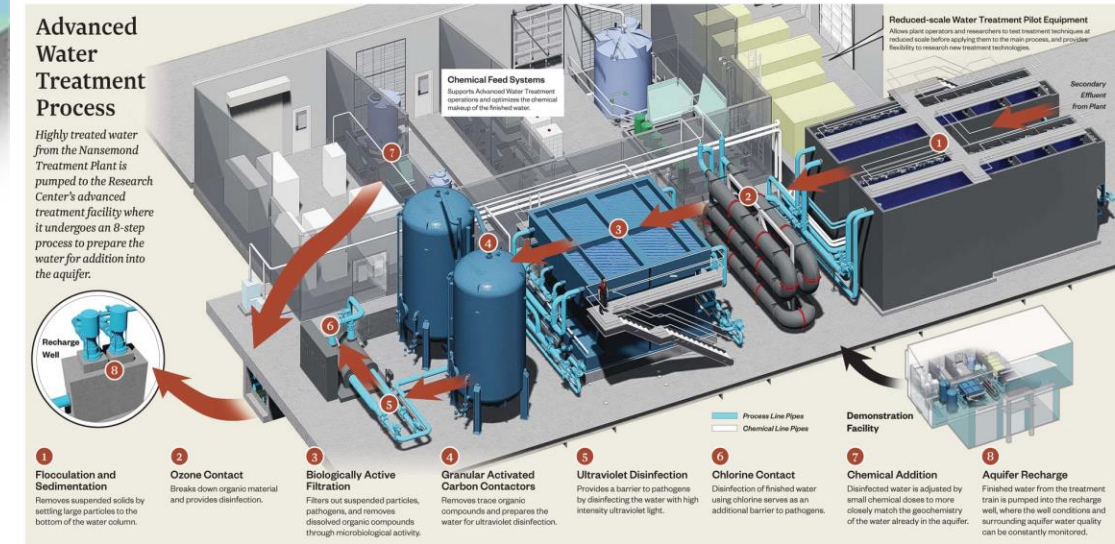 Advanced
Water
Treatment
Process
Highly treated water
from the Nansemond
Treatment Plant is
pumped to the Research
Center's advanced
treatment facility where
it undergoes an 8-step
process to prepare the
water for addition into
the aquifer.
Chemical Feed Systems
Supports Advanced Water Treatment
operations and optimizes the chemical
makeup of the finished water.
Reduced-scale Water Treatment Pilot Equipment
Allows plant operators and researchers to test treatment techniques at
reduced scale before applying them to the main process, and provides
flexibility to research new treatment technologies.
Secondary
Effluent
from Plant
1
2
3
4
7
6
5
Recharge
Well
8
Process Line Pipes
Chemical Line Pipes
Demonstration
Facility
1
Flocculation and
Sedimentation
Removes suspended solids by
settling large particles to the
bottom of the water column.
2
Ozone Contact
Breaks down organic material
and provides disinfection.
3
Biologically Active
Filtration
Filters out suspended particles,
pathogens, and removes
dissolved organic compounds
through microbiological activity.
4
Granular Activated
Carbon Contactors
Removes trace organic
compounds and prepares the
water for ultraviolet disinfection.
5
Ultraviolet Disinfection
Provides a barrier to pathogens
by disinfecting the water with high
intensity ultraviolet light.
6
Chlorine Contact
Disinfection of finished water
using chlorine serves as an
additional barrier to pathogens.
7
Chemical Addition
Disinfected water is adjusted by
small chemical doses to more
closely match the geochemistry
of the water already in the aquifer.
8
Aquifer Recharge
Finished water from the treatment
train is pumped into the recharge
well, where the well conditions and
surrounding aquifer water quality
can be constantly monitored.